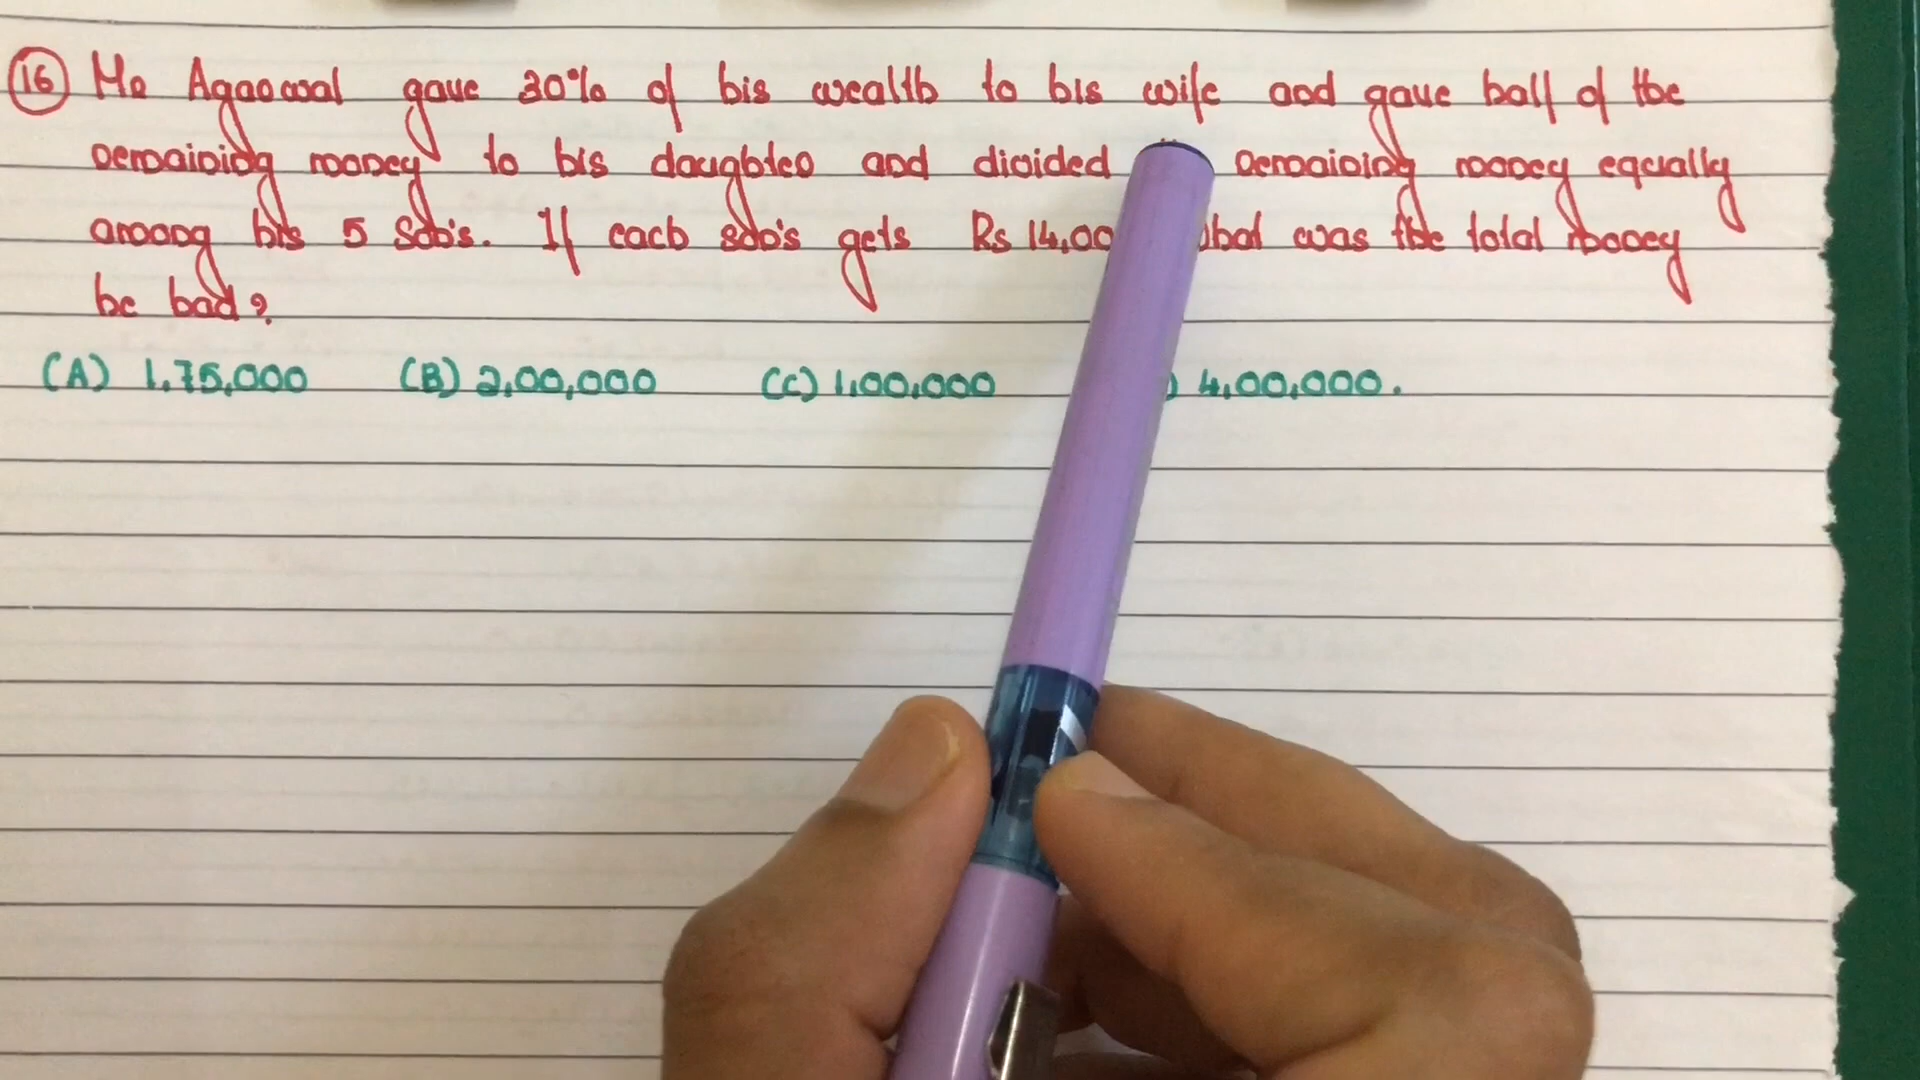 16 Mr Agarwal gave 30% of his wealth to his wife and gave half of the
remaining money to his daughter and divided remaining money equally
among his 5 Son's. If each son's gets Rs 14,00 what was the total money
he had?
(A) 1,75,000 (B) 2,00,000 (C) 1,00,000 ) 4,00,000.